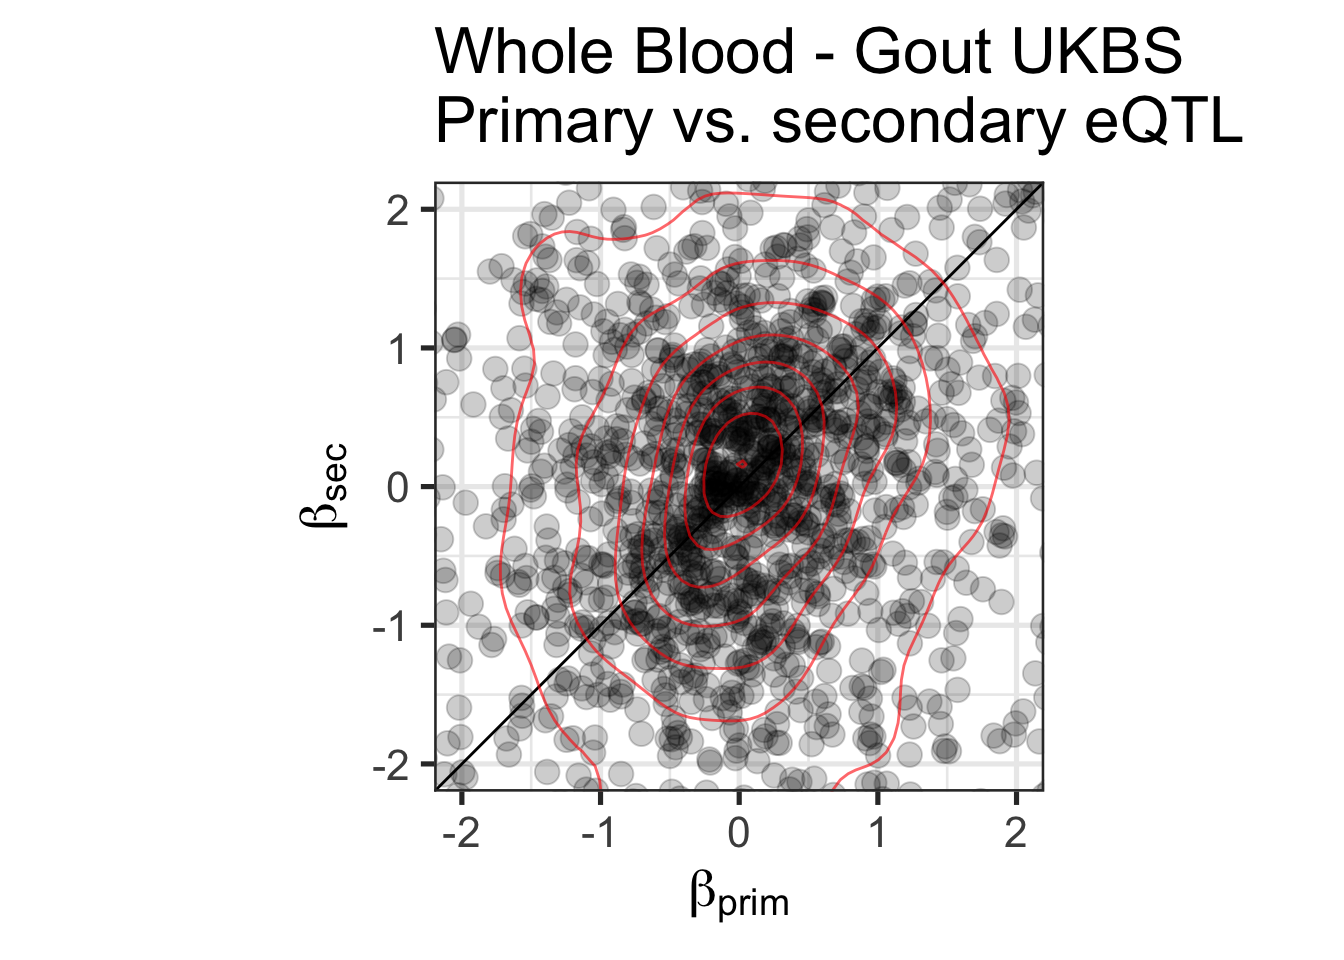 Whole Blood - Gout UKBS
Primary vs. secondary eQTL
2
1
0
-1
-2
βsec
-2 -1 0 1 2
βprim